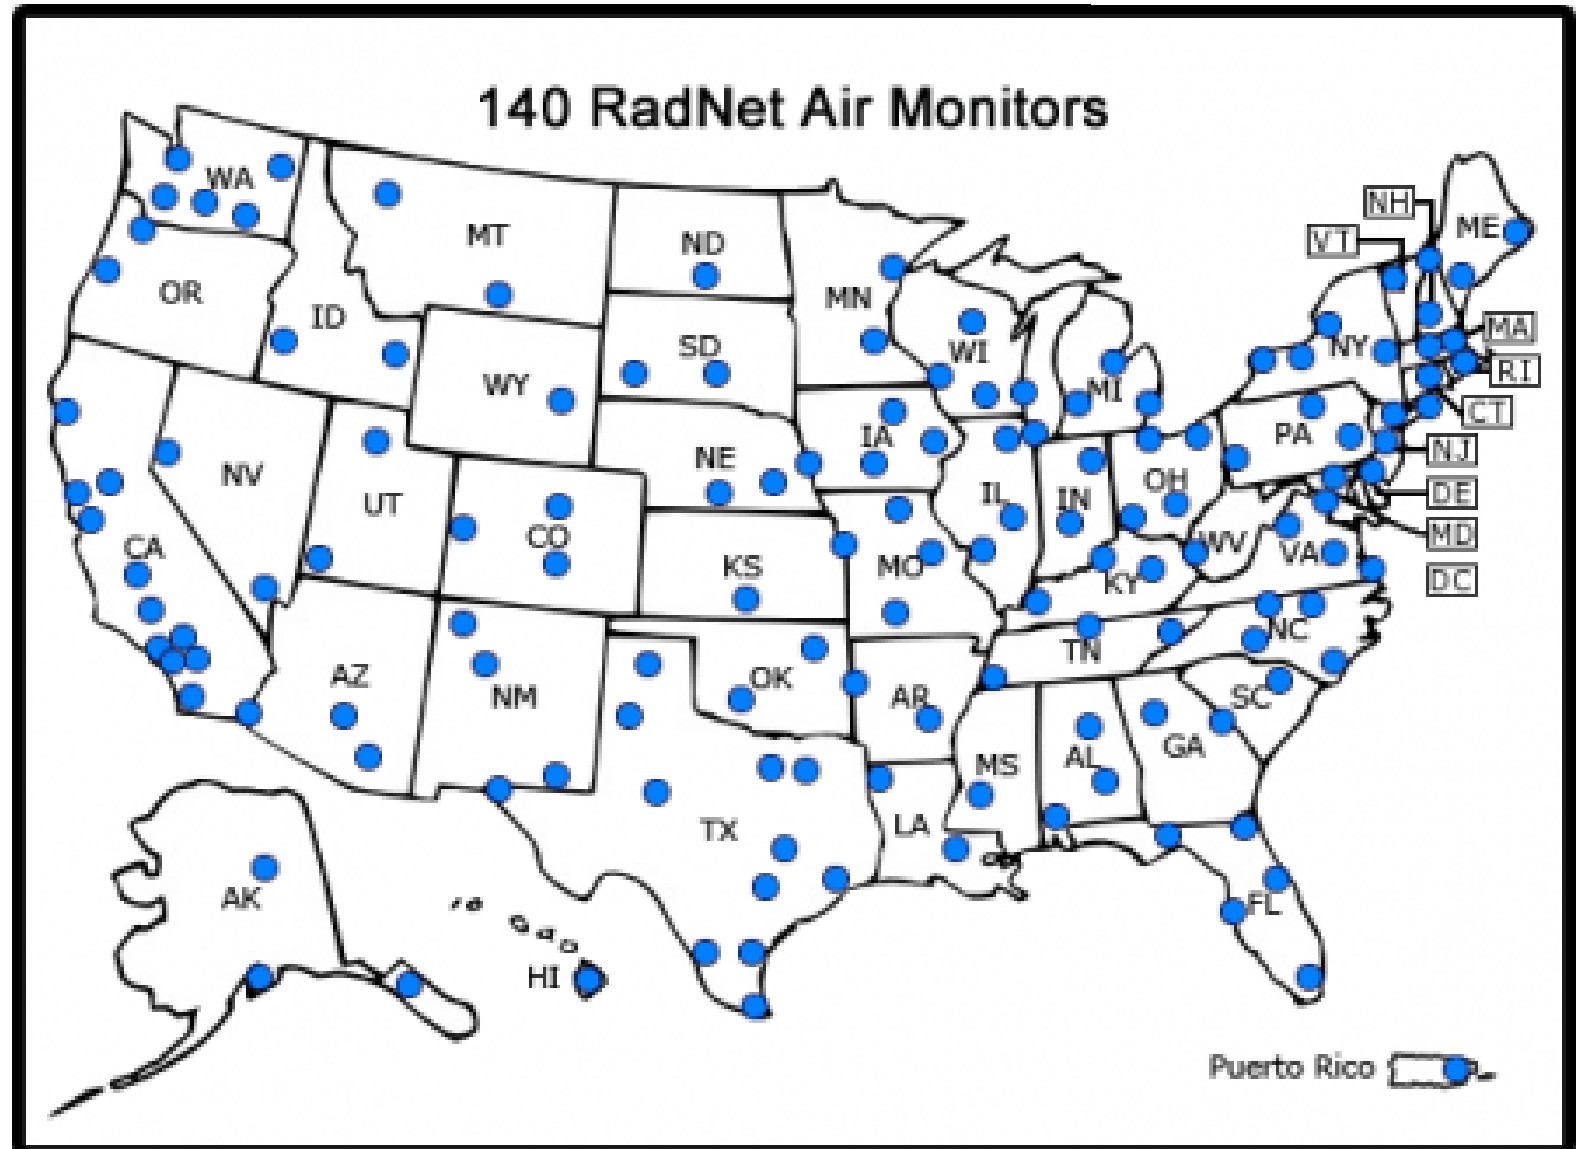 140 RadNet Air Monitors
WA
MT
ND
MN
NH
VT
ME
OR
ID
SD
WI
MI
NY
MA
RI
WY
IA
NE
PA
CT
NJ
NV
UT
CO
IL
IN
OH
DE
CA
KS
MO
KY
WV
VA
MD
DC
AZ
NM
OK
AR
TN
NC
SC
TX
LA
MS
AL
GA
AK
HI
FL
Puerto Rico